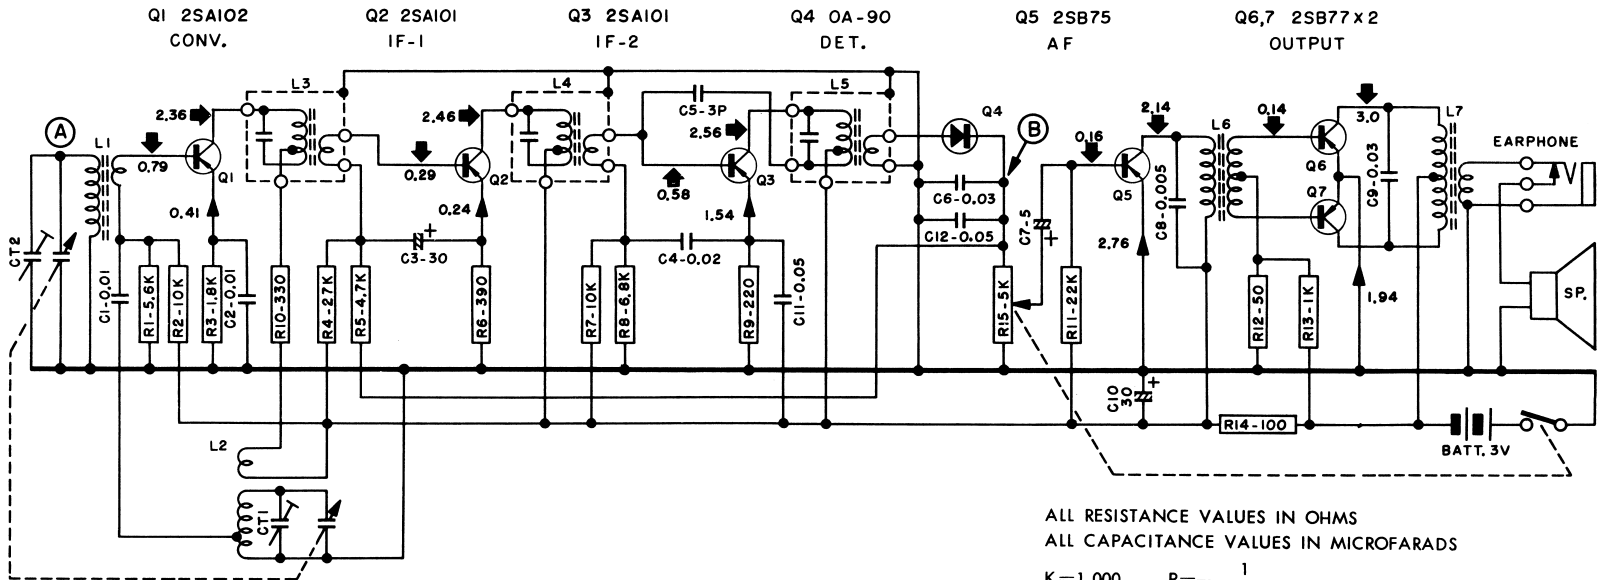 Q1 2SA102
CONV.
Q2 2SA101
IF-1
Q3 2SA101
IF-2
Q4 OA-90
DET.
Q5 2SB75
AF
Q6,7 2SB77×2
OUTPUT
A
L1
2.36
L3
0.79
Q1
0.41
2.46
L4
0.29
Q2
0.24
C5-3P
2.56
L5
0.58
Q3
1.54
Q4
B
0.16
2.14
Q5
2.76
L6
0.14
Q6
Q7
3.0
L7
EARPHONE
1.94
SP.
CT2
C1-0.01
R1-5.6K
R2-10K
R3-1.8K
C2-0.01
R10-330
R4-27K
R5-4.7K
+
C3-30
R6-390
R7-10K
R8-6.8K
C4-0.02
R9-220
C11-0.05
C6-0.03
C12-0.05
R15-5K
C7-5
+
R11-22K
C8-0.005
R12-50
R13-1K
C9-0.03
C10
30
+
R14-100
BATT. 3V
L2
CT1
ALL RESISTANCE VALUES IN OHMS
ALL CAPACITANCE VALUES IN MICROFARADS
K=1,000
P=
1